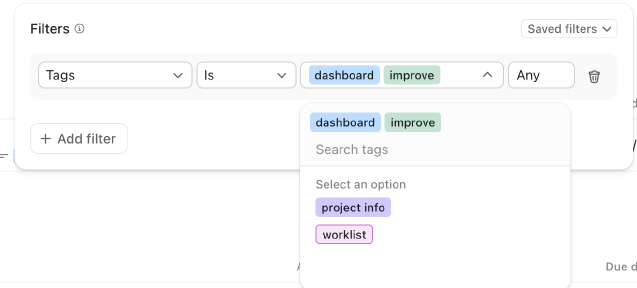 Filters
Saved filters
Tags Is dashboard improve Any
+ Add filter
dashboard improve
Search tags
Select an option
project info
worklist
Due d